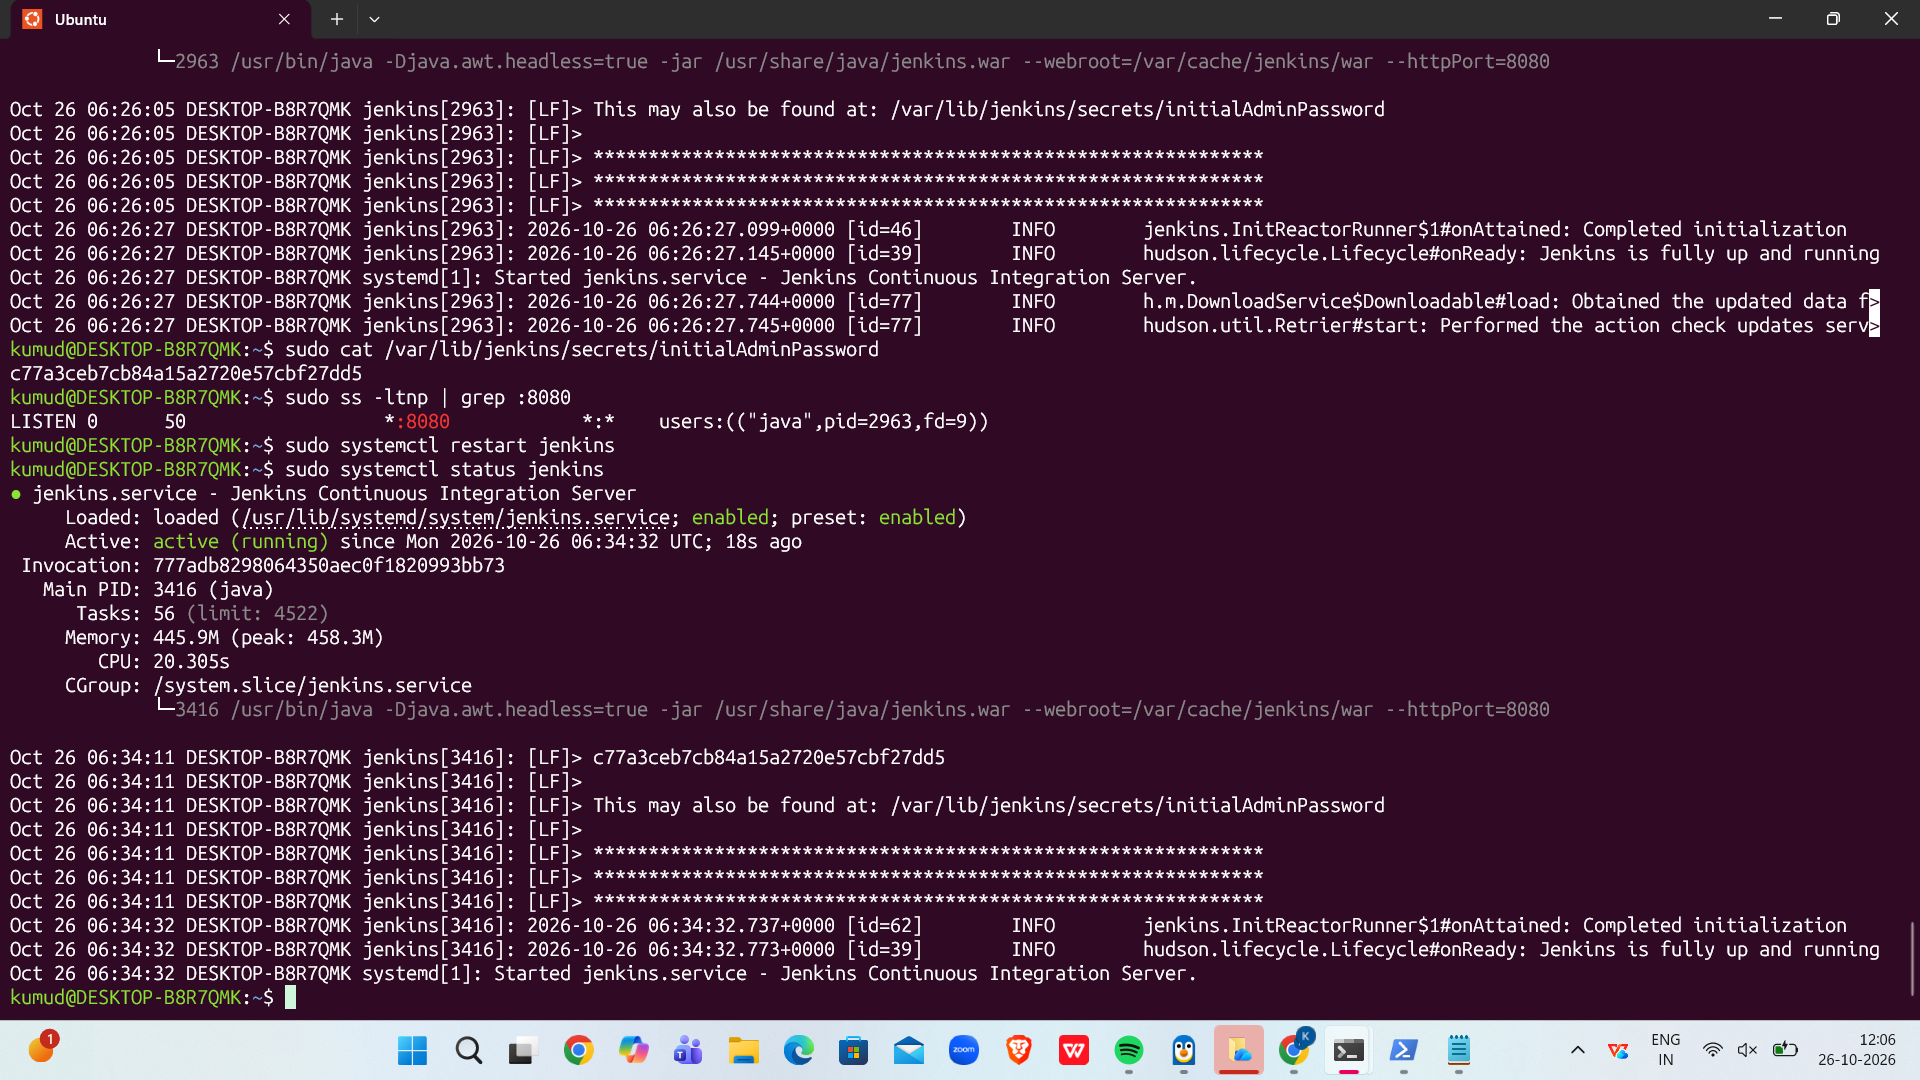 Ubuntu
└─2963 /usr/bin/java -Djava.awt.headless=true -jar /usr/share/java/jenkins.war --webroot=/var/cache/jenkins/war --httpPort=8080
Oct 26 06:26:05 DESKTOP-B8R7QMK jenkins[2963]: [LF]> This may also be found at: /var/lib/jenkins/secrets/initialAdminPassword
Oct 26 06:26:05 DESKTOP-B8R7QMK jenkins[2963]: [LF]>
Oct 26 06:26:05 DESKTOP-B8R7QMK jenkins[2963]: [LF]> *************************************************************
Oct 26 06:26:05 DESKTOP-B8R7QMK jenkins[2963]: [LF]> *************************************************************
Oct 26 06:26:05 DESKTOP-B8R7QMK jenkins[2963]: [LF]> *************************************************************
Oct 26 06:26:27 DESKTOP-B8R7QMK jenkins[2963]: 2026-10-26 06:26:27.099+0000 [id=46] INFO jenkins.InitReactorRunner$1#onAttained: Completed initialization
Oct 26 06:26:27 DESKTOP-B8R7QMK jenkins[2963]: 2026-10-26 06:26:27.145+0000 [id=39] INFO hudson.lifecycle.Lifecycle#onReady: Jenkins is fully up and running
Oct 26 06:26:27 DESKTOP-B8R7QMK systemd[1]: Started jenkins.service - Jenkins Continuous Integration Server.
Oct 26 06:26:27 DESKTOP-B8R7QMK jenkins[2963]: 2026-10-26 06:26:27.744+0000 [id=77] INFO h.m.DownloadService$Downloadable#load: Obtained the updated data f>
Oct 26 06:26:27 DESKTOP-B8R7QMK jenkins[2963]: 2026-10-26 06:26:27.745+0000 [id=77] INFO hudson.util.Retrier#start: Performed the action check updates serv>
kumud@DESKTOP-B8R7QMK:~$ sudo cat /var/lib/jenkins/secrets/initialAdminPassword
c77a3ceb7cb84a15a2720e57cbf27dd5
kumud@DESKTOP-B8R7QMK:~$ sudo ss -ltnp | grep :8080
LISTEN 0 50 *:8080 *:* users:(("java",pid=2963,fd=9))
kumud@DESKTOP-B8R7QMK:~$ sudo systemctl restart jenkins
kumud@DESKTOP-B8R7QMK:~$ sudo systemctl status jenkins
● jenkins.service - Jenkins Continuous Integration Server
Loaded: loaded (/usr/lib/systemd/system/jenkins.service; enabled; preset: enabled)
Active: active (running) since Mon 2026-10-26 06:34:32 UTC; 18s ago
Invocation: 777adb8298064350aec0f1820993bb73
Main PID: 3416 (java)
Tasks: 56 (limit: 4522)
Memory: 445.9M (peak: 458.3M)
CPU: 20.305s
CGroup: /system.slice/jenkins.service
└─3416 /usr/bin/java -Djava.awt.headless=true -jar /usr/share/java/jenkins.war --webroot=/var/cache/jenkins/war --httpPort=8080
Oct 26 06:34:11 DESKTOP-B8R7QMK jenkins[3416]: [LF]> c77a3ceb7cb84a15a2720e57cbf27dd5
Oct 26 06:34:11 DESKTOP-B8R7QMK jenkins[3416]: [LF]>
Oct 26 06:34:11 DESKTOP-B8R7QMK jenkins[3416]: [LF]> This may also be found at: /var/lib/jenkins/secrets/initialAdminPassword
Oct 26 06:34:11 DESKTOP-B8R7QMK jenkins[3416]: [LF]>
Oct 26 06:34:11 DESKTOP-B8R7QMK jenkins[3416]: [LF]> *************************************************************
Oct 26 06:34:11 DESKTOP-B8R7QMK jenkins[3416]: [LF]> *************************************************************
Oct 26 06:34:11 DESKTOP-B8R7QMK jenkins[3416]: [LF]> *************************************************************
Oct 26 06:34:32 DESKTOP-B8R7QMK jenkins[3416]: 2026-10-26 06:34:32.737+0000 [id=62] INFO jenkins.InitReactorRunner$1#onAttained: Completed initialization
Oct 26 06:34:32 DESKTOP-B8R7QMK jenkins[3416]: 2026-10-26 06:34:32.773+0000 [id=39] INFO hudson.lifecycle.Lifecycle#onReady: Jenkins is fully up and running
Oct 26 06:34:32 DESKTOP-B8R7QMK systemd[1]: Started jenkins.service - Jenkins Continuous Integration Server.
kumud@DESKTOP-B8R7QMK:~$
1
zoom
K
ENG
IN
12:06
26-10-2026